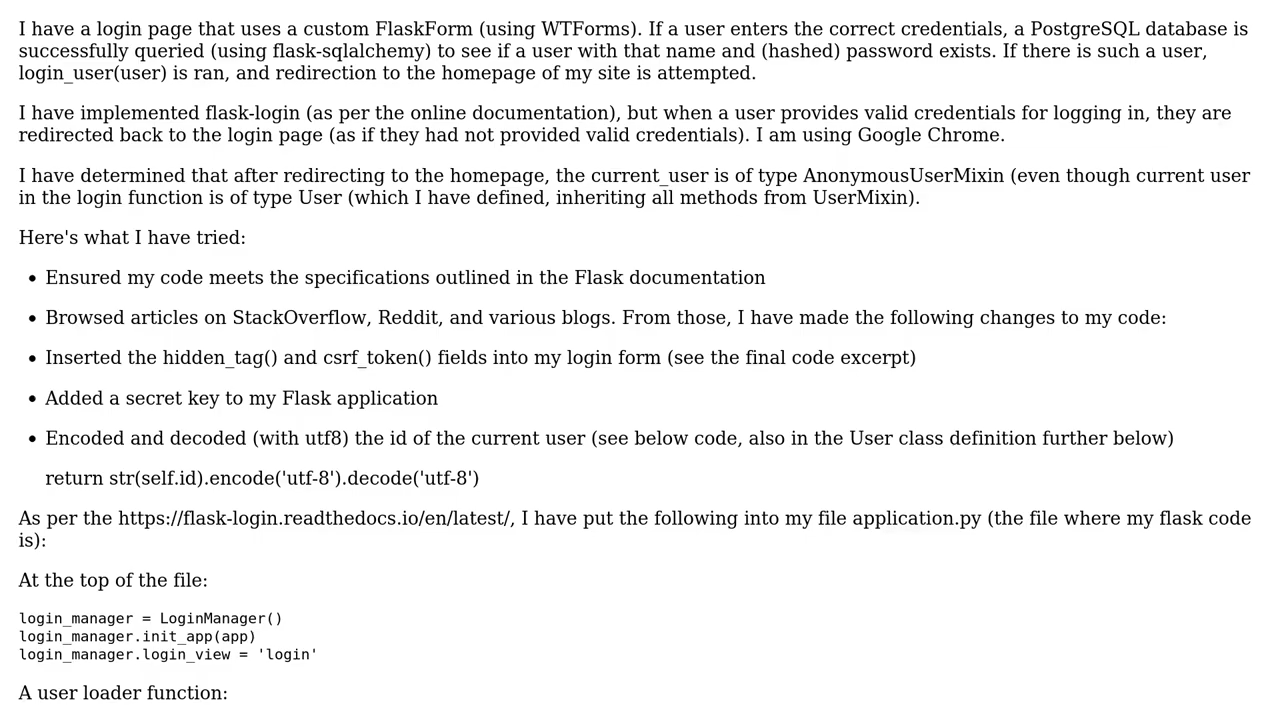 I have a login page that uses a custom FlaskForm (using WTForms). If a user enters the correct credentials, a PostgreSQL database is
successfully queried (using flask-sqlalchemy) to see if a user with that name and (hashed) password exists. If there is such a user,
login_user(user) is ran, and redirection to the homepage of my site is attempted.
I have implemented flask-login (as per the online documentation), but when a user provides valid credentials for logging in, they are
redirected back to the login page (as if they had not provided valid credentials). I am using Google Chrome.
I have determined that after redirecting to the homepage, the current_user is of type AnonymousUserMixin (even though current user
in the login function is of type User (which I have defined, inheriting all methods from UserMixin).
Here's what I have tried:
• Ensured my code meets the specifications outlined in the Flask documentation
• Browsed articles on StackOverflow, Reddit, and various blogs. From those, I have made the following changes to my code:
• Inserted the hidden_tag() and csrf_token() fields into my login form (see the final code excerpt)
• Added a secret key to my Flask application
• Encoded and decoded (with utf8) the id of the current user (see below code, also in the User class definition further below)
return str(self.id).encode('utf-8').decode('utf-8')
As per the https://flask-login.readthedocs.io/en/latest/, I have put the following into my file application.py (the file where my flask code
is):
At the top of the file:
login_manager = LoginManager()
login_manager.init_app(app)
login_manager.login_view = 'login'
A user loader function: